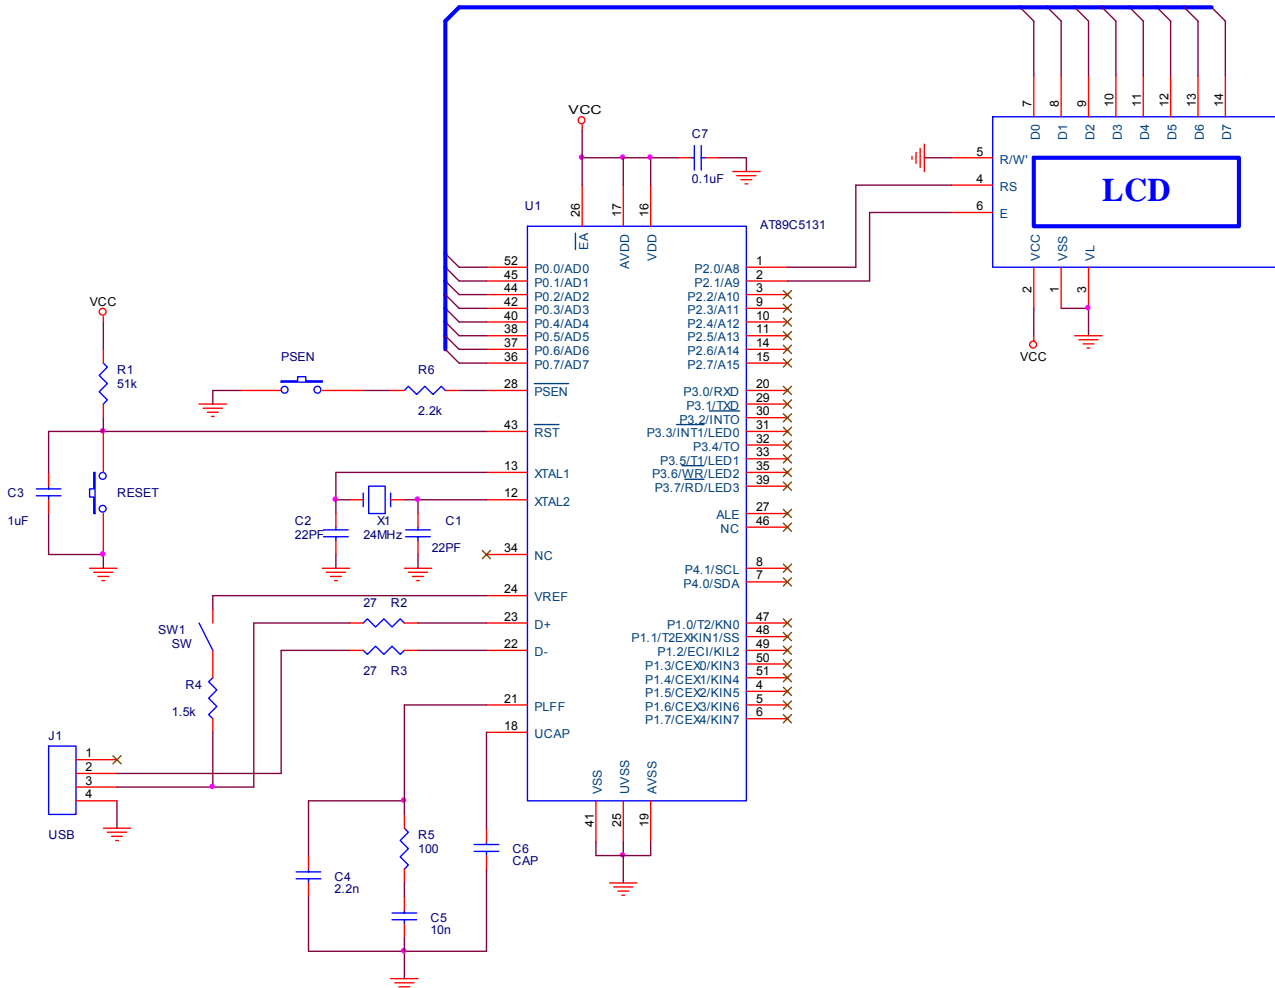 VCC
C7
0.1uF
U1
AT89C5131
26
17
16
EA
AVDD
VDD
7
8
9
10
11
12
13
14
D0
D1
D2
D3
D4
D5
D6
D7
5
R/W'
4
RS
6
E
LCD
VCC
VSS
VL
2
1
3
VCC
52
P0.0/AD0
45
P0.1/AD1
44
P0.2/AD2
42
P0.3/AD3
40
P0.4/AD4
38
P0.5/AD5
37
P0.6/AD6
36
P0.7/AD7
28
PSEN
43
RST
13
XTAL1
12
XTAL2
34
NC
24
VREF
23
D+
22
D-
21
PLFF
18
UCAP
P2.0/A8
1
P2.1/A9
2
P2.2/A10
3
P2.3/A11
9
P2.4/A12
10
P2.5/A13
11
P2.6/A14
14
P2.7/A15
15
P3.0/RXD
20
P3.1/TXD
29
P3.2/INTO
30
P3.3/INT1/LED0
31
P3.4/TO
32
P3.5/T1/LED1
33
P3.6/WR/LED2
35
P3.7/RD/LED3
39
ALE
27
NC
46
P4.1/SCL
8
P4.0/SDA
7
P1.0/T2/KN0
47
P1.1/T2EXKIN1/SS
48
P1.2/ECI/KIL2
49
P1.3/CEX0/KIN3
50
P1.4/CEX1/KIN4
51
P1.5/CEX2/KIN5
4
P1.6/CEX3/KIN6
5
P1.7/CEX4/KIN7
6
VSS
UVSS
AVSS
41
25
19
VCC
R1
51k
PSEN
R6
2.2k
C3
1uF
RESET
C2
22PF
X1
24MHz
C1
22PF
27 R2
27 R3
SW1
SW
R4
1.5k
J1
1
2
3
4
USB
R5
100
C4
2.2n
C5
10n
C6
CAP